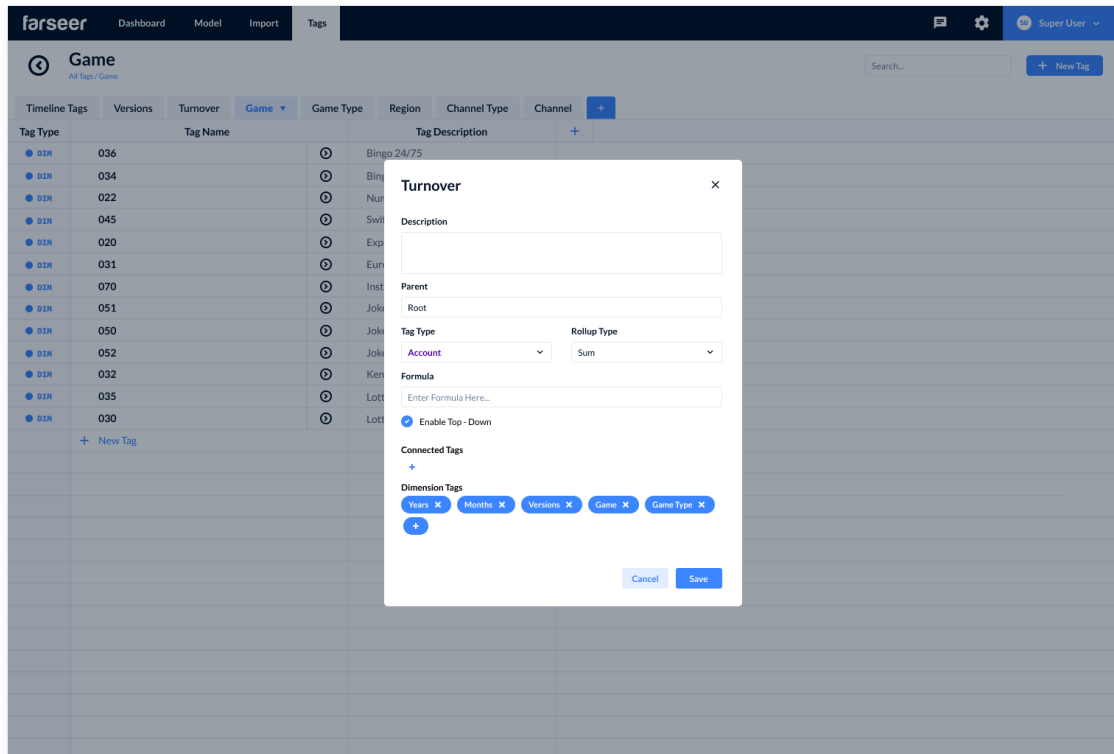 farseer Dashboard Model Import Tags SU Super User
Game
All Tags / Game
Search... + New Tag
Timeline Tags Versions Turnover Game Game Type Region Channel Type Channel +
Tag Type Tag Name Tag Description +
DIM 036 Bingo 24/75
DIM 034
DIM 022
DIM 045
DIM 020
DIM 031
DIM 070
DIM 051
DIM 050
DIM 052
DIM 032
DIM 035
DIM 030
+ New Tag
Turnover
Description
Parent
Root
Tag Type Rollup Type
Account Sum
Formula
Enter Formula Here...
Enable Top - Down
Connected Tags
+
Dimension Tags
Years × Months × Versions × Game × Game Type ×
+
Cancel Save